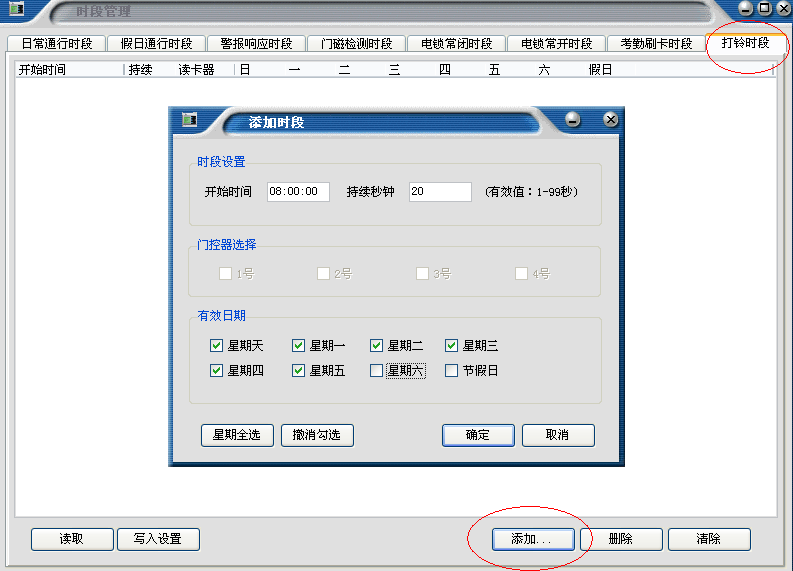 时段管理
日常通行时段 假日通行时段 警报响应时段 门磁检测时段 电锁常闭时段 电锁常开时段 考勤刷卡时段 打铃时段
开始时间 持续 读卡器 日 一 二 三 四 五 六 假日
添加时段
时段设置
开始时间 08:00:00 持续秒钟 20 (有效值：1-99秒)
门控器选择
1号 2号 3号 4号
有效日期
星期天 星期一 星期二 星期三
星期四 星期五 星期六 节假日
星期全选 撤消勾选 确定 取消
读取 写入设置 添加... 删除 清除